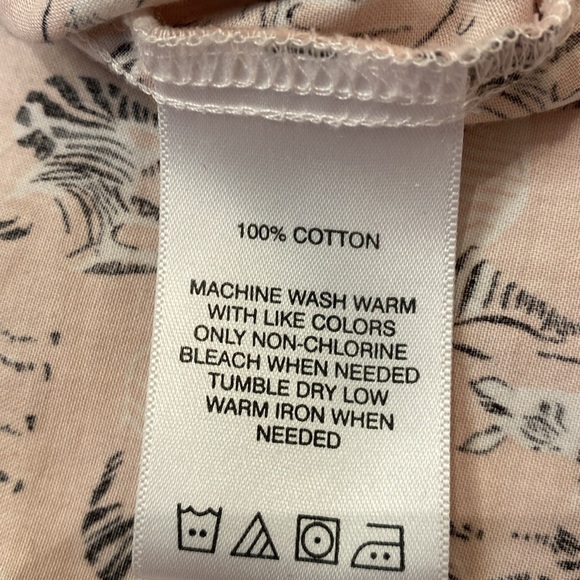 100% COTTON
MACHINE WASH WARM
WITH LIKE COLORS
ONLY NON-CHLORINE
BLEACH WHEN NEEDED
TUMBLE DRY LOW
WARM IRON WHEN
NEEDED